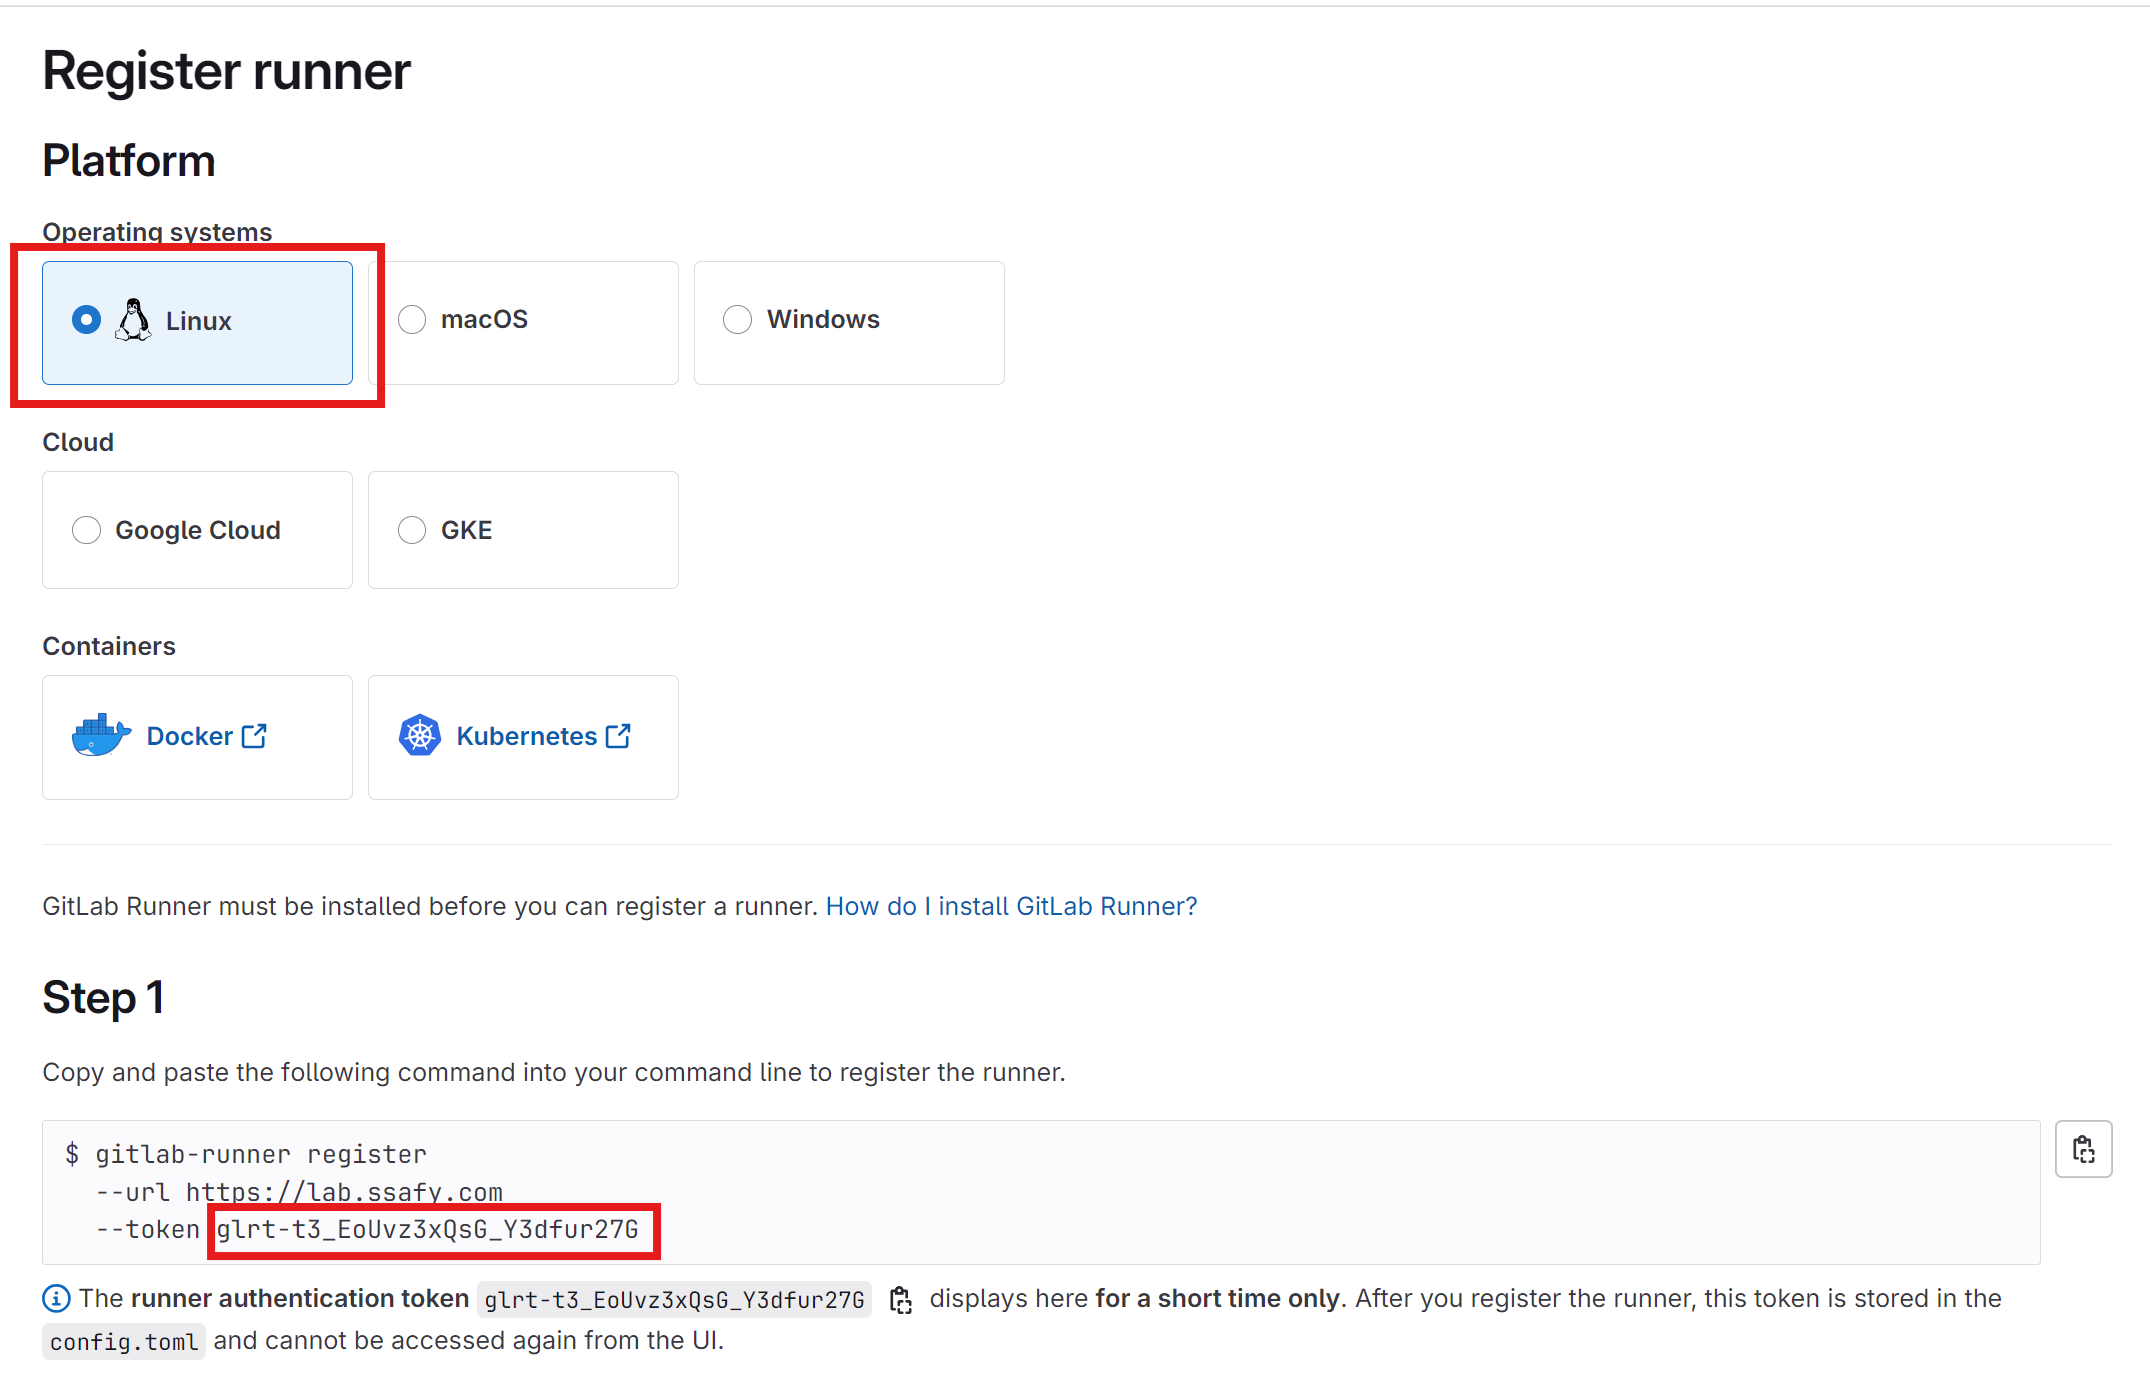 Register runner
Platform
Operating systems
Linux
macOS
Windows
Cloud
Google Cloud
GKE
Containers
Docker
Kubernetes
GitLab Runner must be installed before you can register a runner. How do I install GitLab Runner?
Step 1
Copy and paste the following command into your command line to register the runner.
$ gitlab-runner register
--url https://lab.ssafy.com
--token glrt-t3_EoUvz3xQsG_Y3dfur27G
The runner authentication token glrt-t3_EoUvz3xQsG_Y3dfur27G displays here for a short time only. After you register the runner, this token is stored in the
config.toml and cannot be accessed again from the UI.